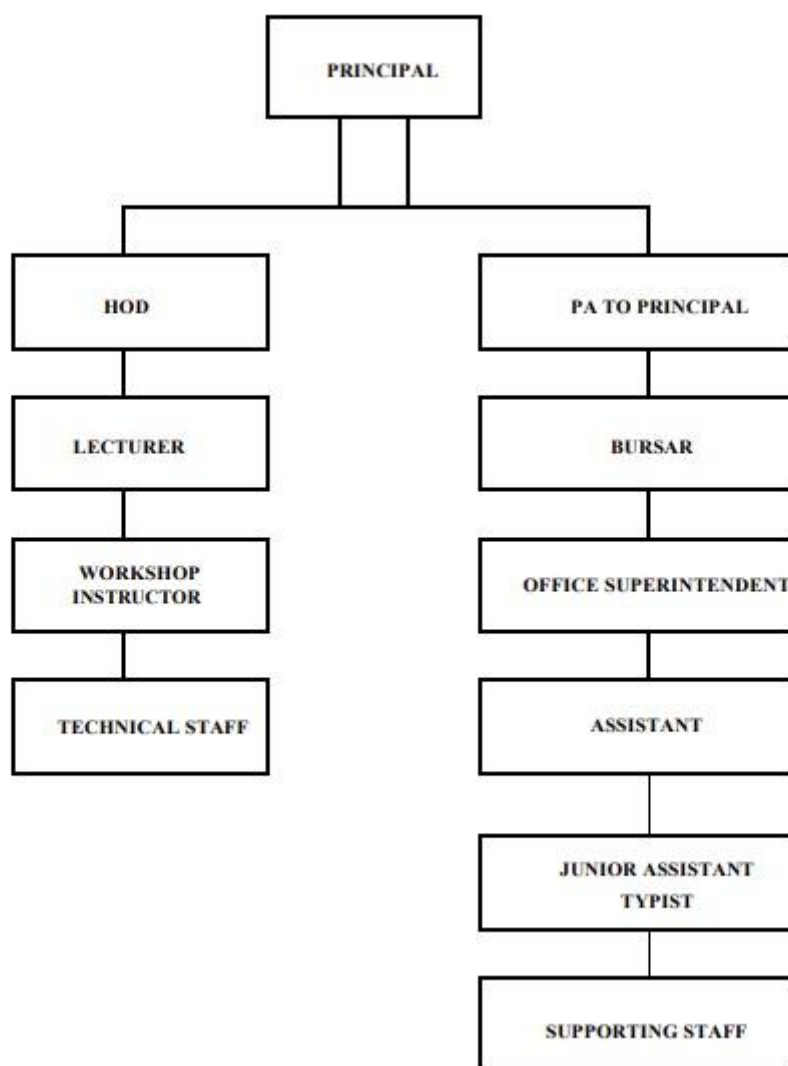 PRINCIPAL
HOD
LECTURER
WORKSHOP
INSTRUCTOR
TECHNICAL STAFF
PA TO PRINCIPAL
BURSAR
OFFICE SUPERINTENDENT
ASSISTANT
JUNIOR ASSISTANT
TYPIST
SUPPORTING STAFF